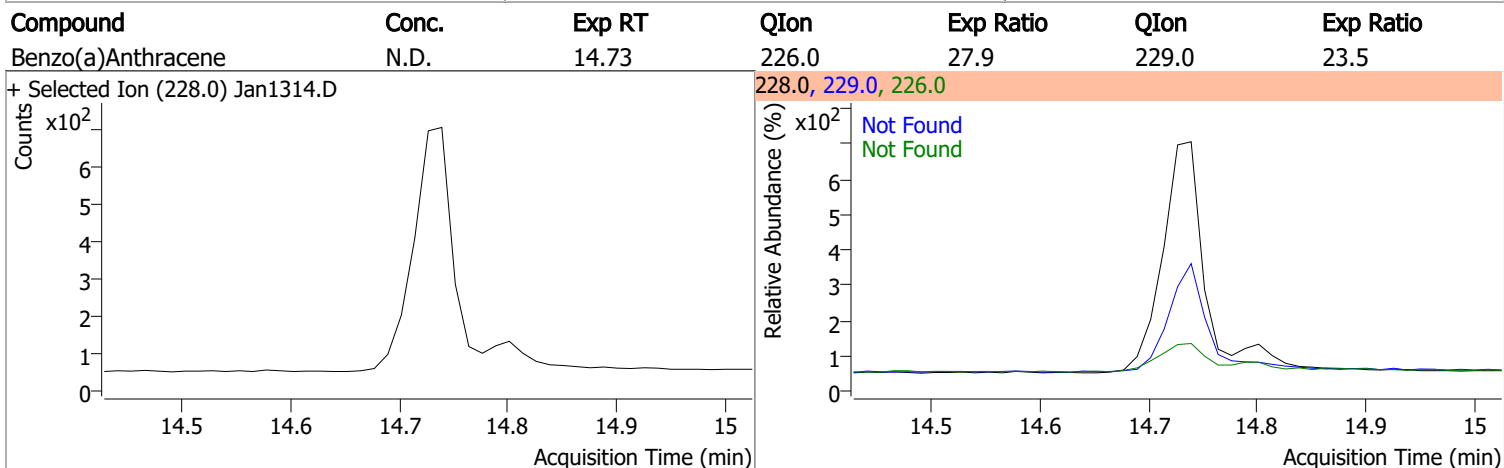 Compound Conc. Exp RT QIon Exp Ratio QIon Exp Ratio
Benzo(a)Anthracene N.D. 14.73 226.0 27.9 229.0 23.5
+ Selected Ion (228.0) Jan1314.D
Counts
x10²
6
5
4
3
2
1
0
14.5 14.6 14.7 14.8 14.9 15
Acquisition Time (min)
228.0, 229.0, 226.0
Relative Abundance (%)
x10²
Not Found
Not Found
6
5
4
3
2
1
0
14.5 14.6 14.7 14.8 14.9 15
Acquisition Time (min)